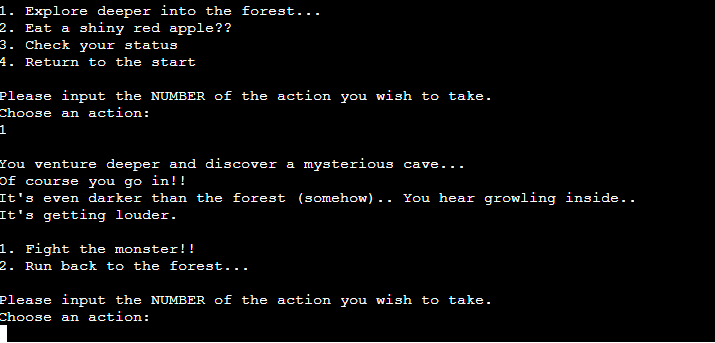 1. Explore deeper into the forest...
2. Eat a shiny red apple??
3. Check your status
4. Return to the start
Please input the NUMBER of the action you wish to take.
Choose an action:
1
You venture deeper and discover a mysterious cave...
Of course you go in!!
It's even darker than the forest (somehow).. You hear growling inside..
It's getting louder.
1. Fight the monster!!
2. Run back to the forest...
Please input the NUMBER of the action you wish to take.
Choose an action: